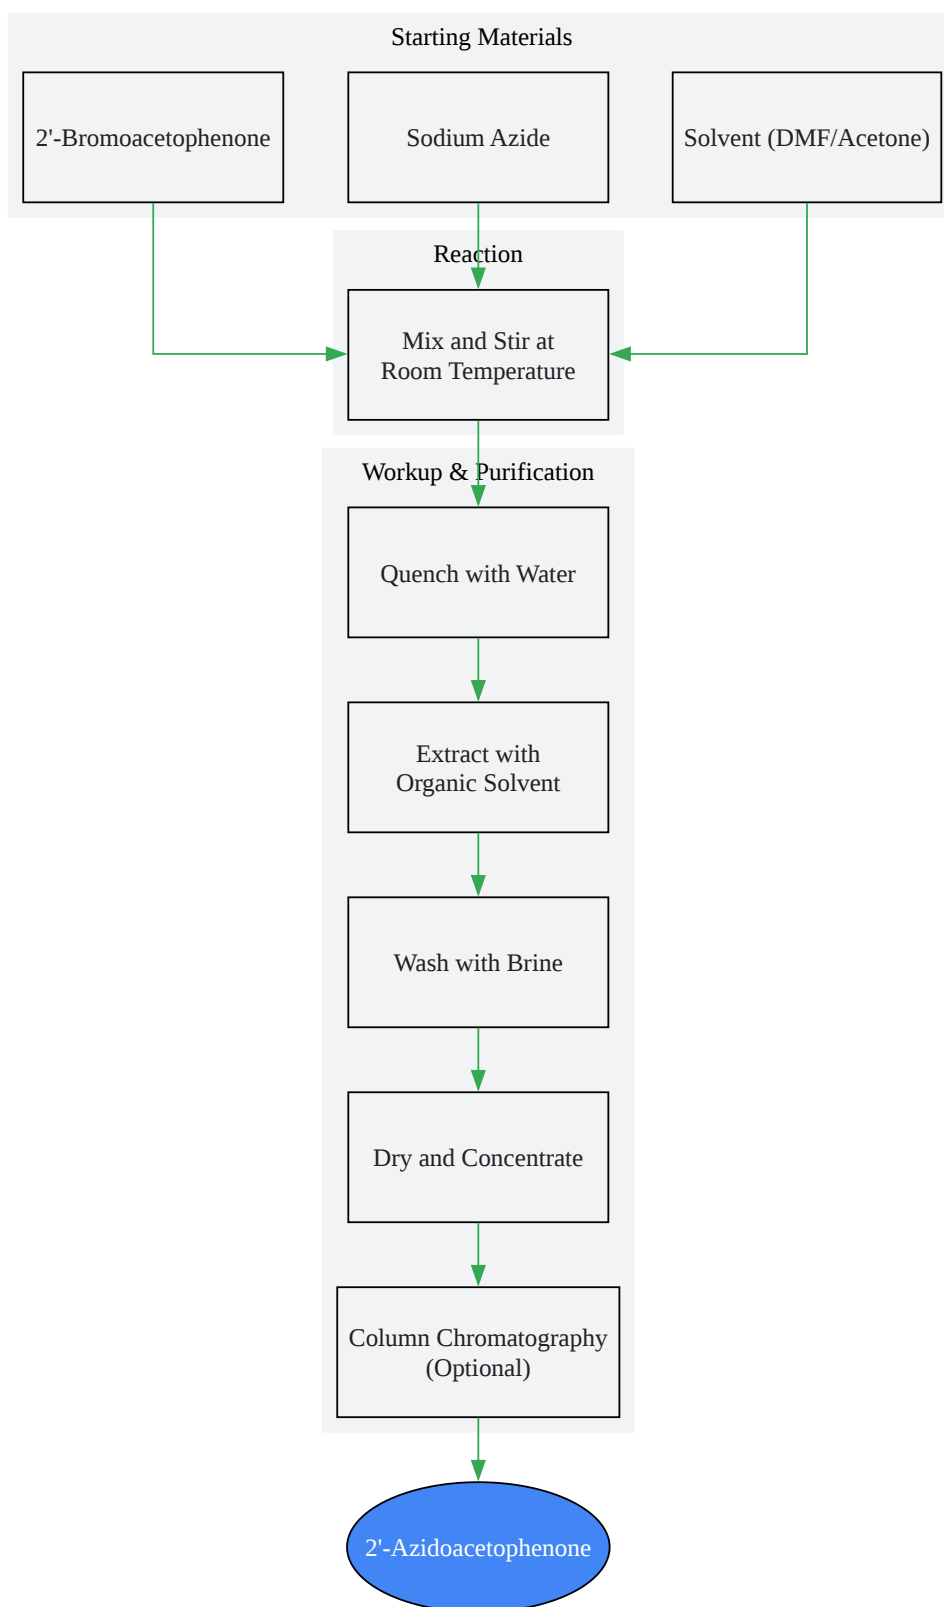 Starting Materials
2'-Bromoacetophenone
Sodium Azide
Solvent (DMF/Acetone)
Reaction
Mix and Stir at
Room Temperature
Workup & Purification
Quench with Water
Extract with
Organic Solvent
Wash with Brine
Dry and Concentrate
Column Chromatography
(Optional)
2'-Azidoacetophenone